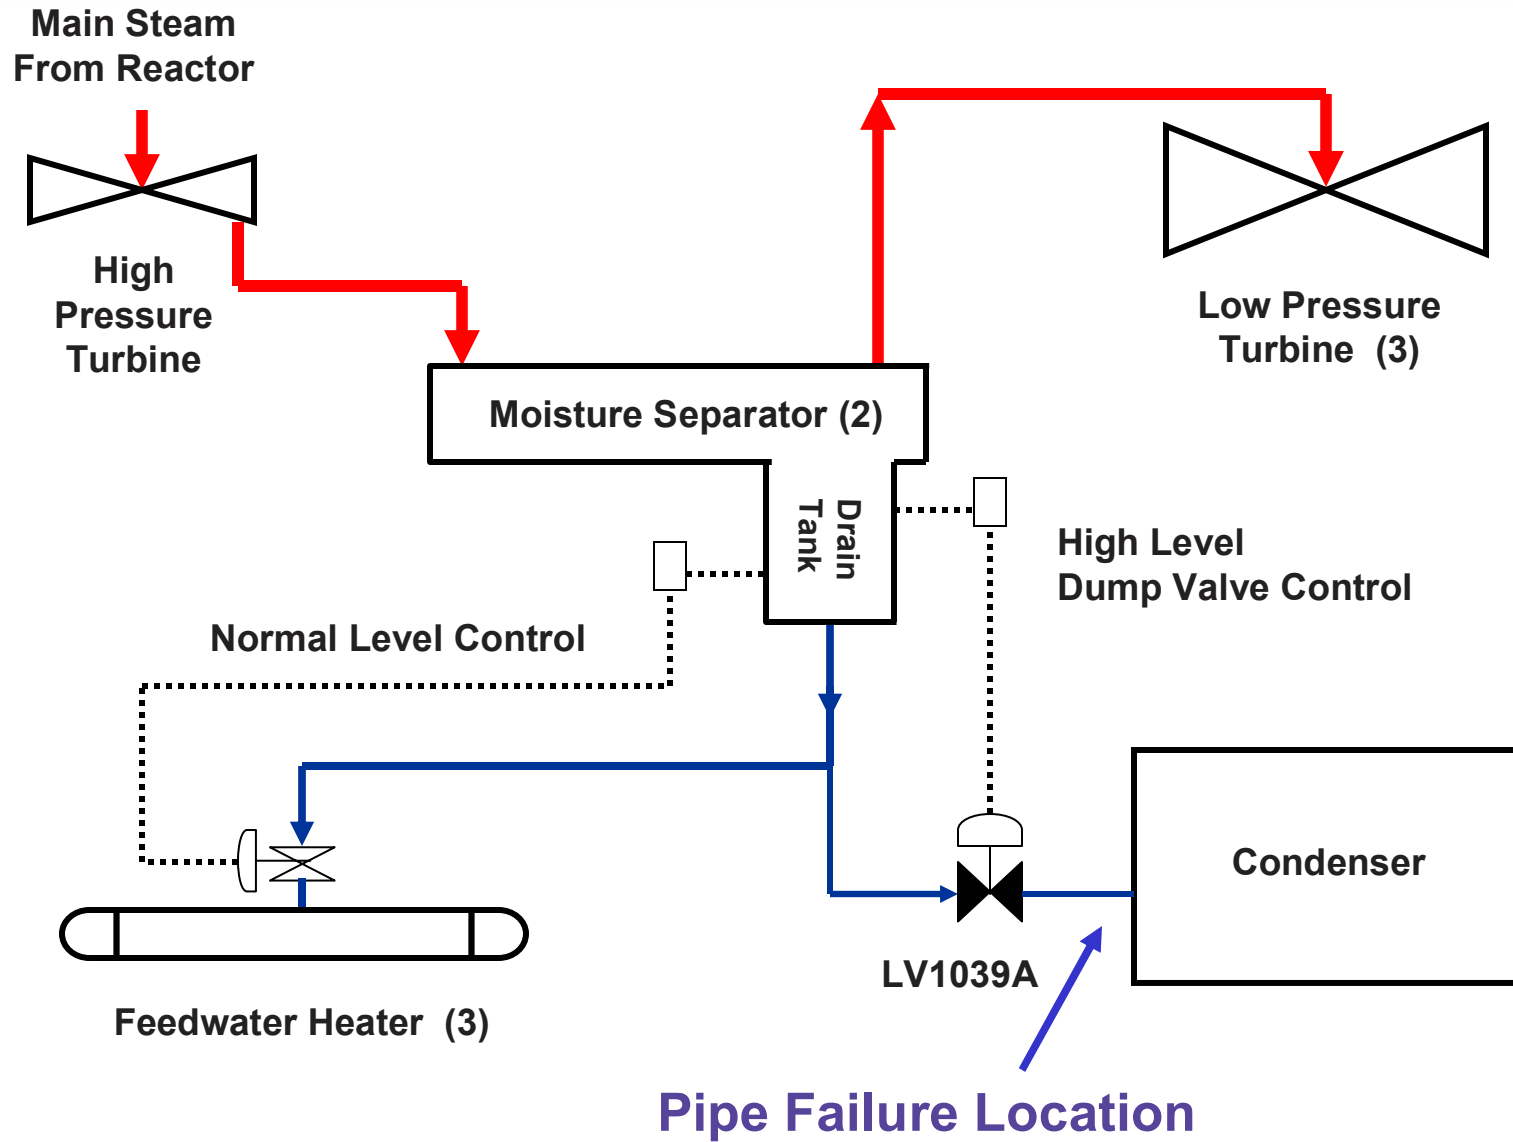 Main Steam
From Reactor
High
Pressure
Turbine
Low Pressure
Turbine (3)
Moisture Separator (2)
Drain
Tank
High Level
Dump Valve Control
Normal Level Control
Condenser
LV1039A
Feedwater Heater (3)
Pipe Failure Location